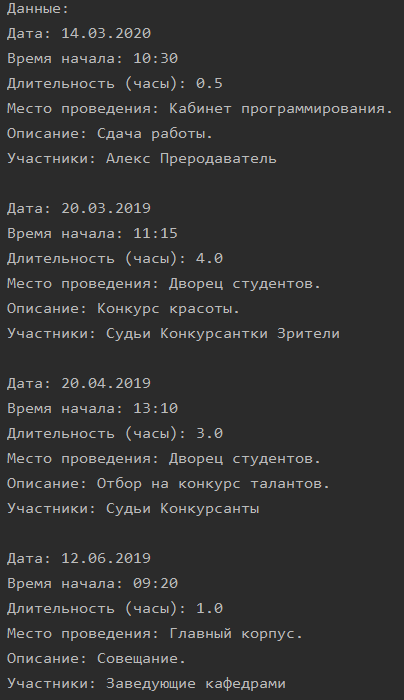 Данные:
Дата: 14.03.2020
Время начала: 10:30
Длительность (часы): 0.5
Место проведения: Кабинет программирования.
Описание: Сдача работы.
Участники: Алекс Преродаватель
Дата: 20.03.2019
Время начала: 11:15
Длительность (часы): 4.0
Место проведения: Дворец студентов.
Описание: Конкурс красоты.
Участники: Судьи Конкурсантки Зрители
Дата: 20.04.2019
Время начала: 13:10
Длительность (часы): 3.0
Место проведения: Дворец студентов.
Описание: Отбор на конкурс талантов.
Участники: Судьи Конкурсанты
Дата: 12.06.2019
Время начала: 09:20
Длительность (часы): 1.0
Место проведения: Главный корпус.
Описание: Совещание.
Участники: Заведующие кафедрами